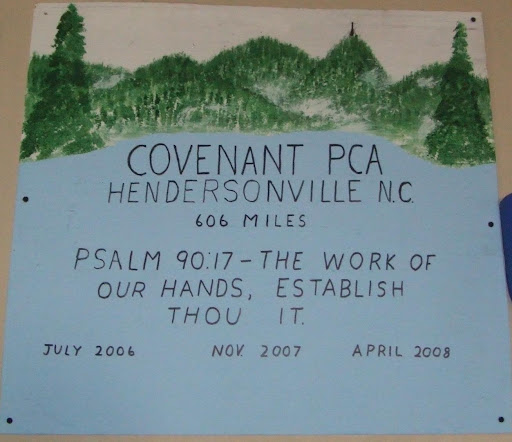 COVENANT PCA
HENDERSONVILLE N.C.
606 MILES
PSALM 90:17 - THE WORK OF
OUR HANDS, ESTABLISH
THOU IT.
JULY 2006 NOV. 2007 APRIL 2008